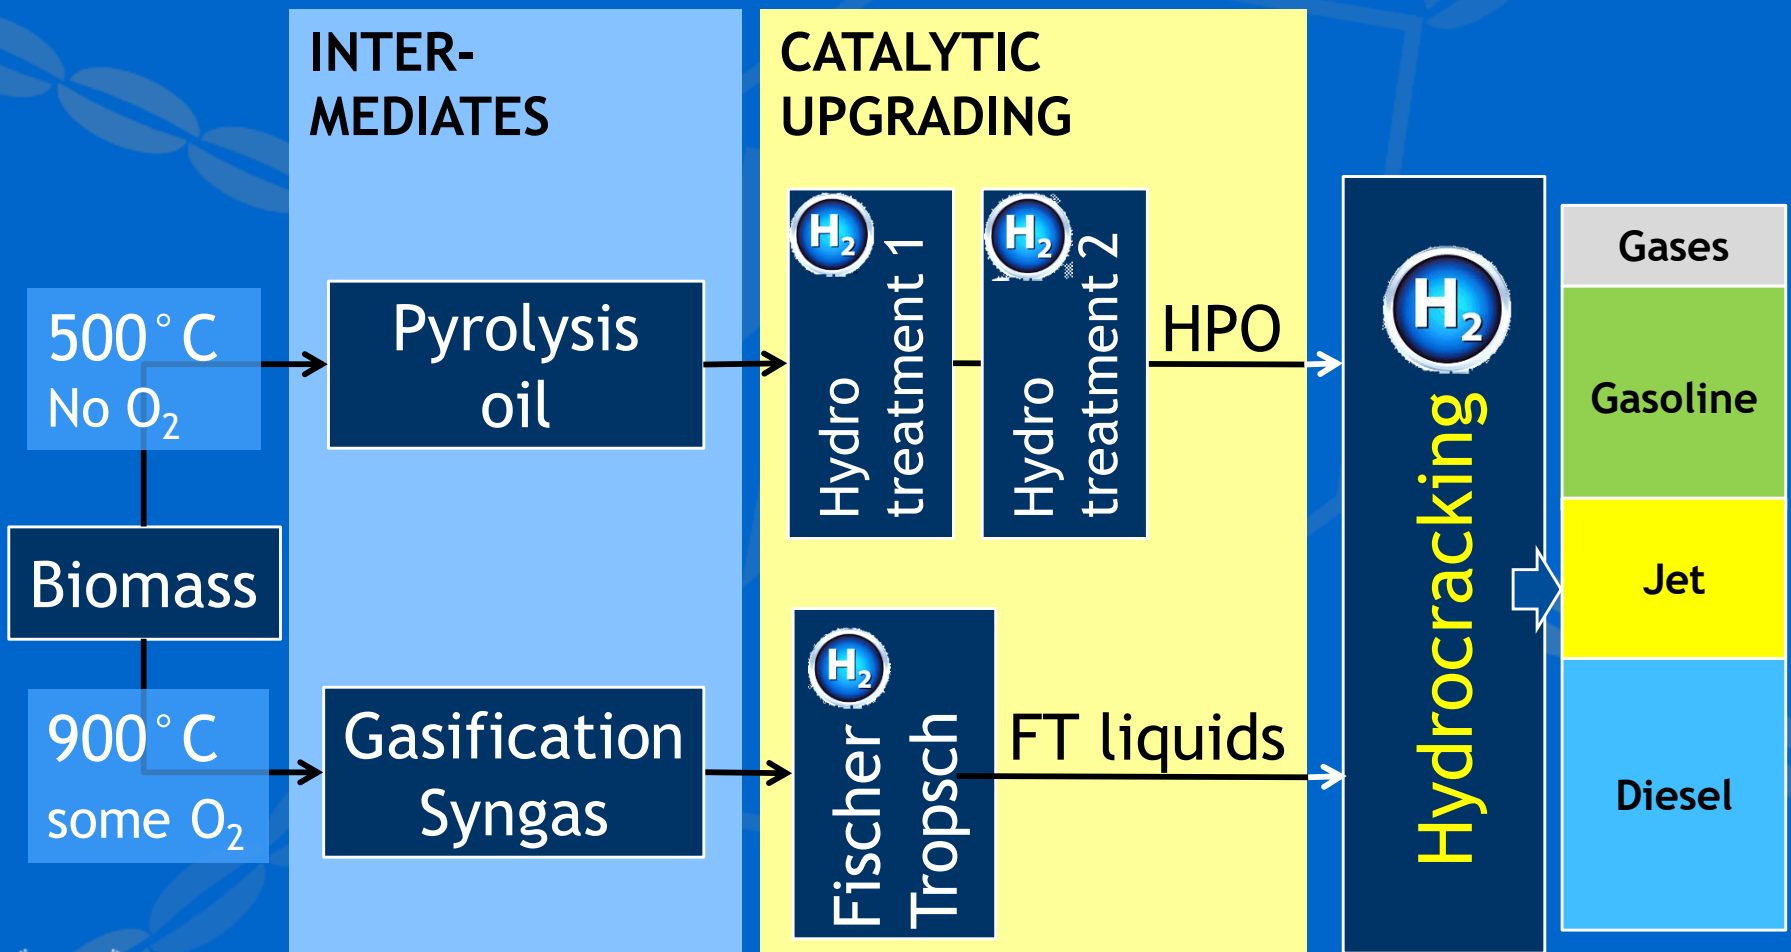 INTER-
MEDIATES
CATALYTIC
UPGRADING
500°C
No O₂
Pyrolysis
oil
H₂
Hydro
treatment 1
H₂
Hydro
treatment 2
HPO
Biomass
900°C
some O₂
Gasification
Syngas
H₂
Fischer
Tropsch
FT liquids
H₂
Hydrocracking
Gases
Gasoline
Jet
Diesel